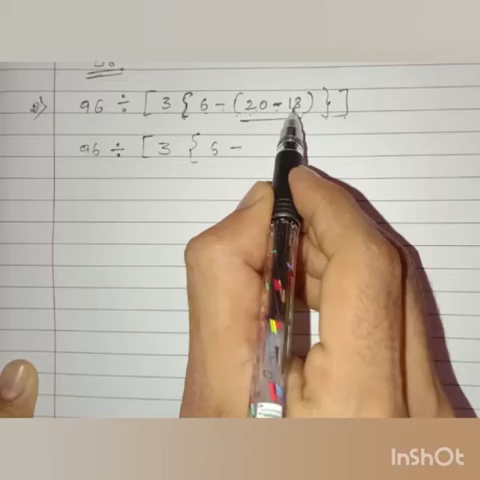 2) 96 ÷ [ 3 { 6 - (20 - 18) } ]
96 ÷ [ 3 { 6 -
InShOt